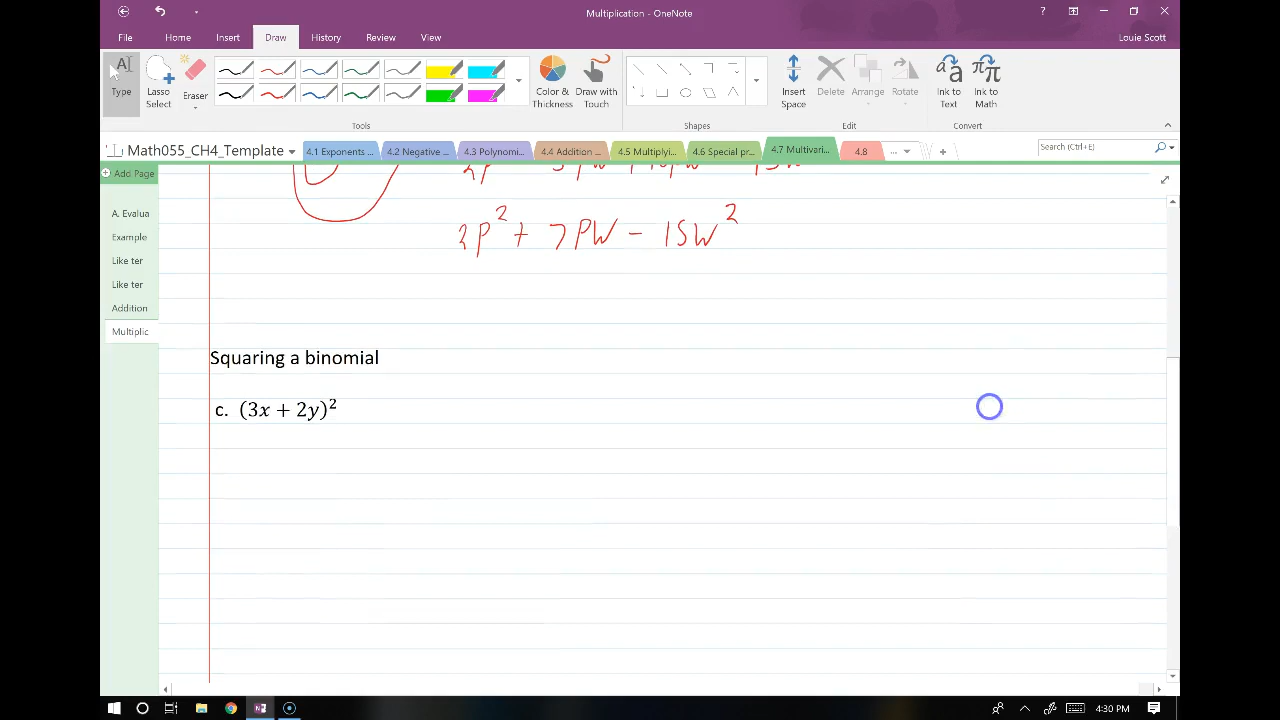 Multiplication - OneNote
File Home Insert Draw History Review View Louie Scott
Type Lasso Select Eraser Color & Thickness Draw with Touch Insert Space Delete Arrange Rotate Ink to Text Ink to Math
Tools Shapes Edit Convert
Math055_CH4_Template 4.1 Exponents ... 4.2 Negative ... 4.3 Polynomi... 4.4 Addition ... 4.5 Multiplyi... 4.6 Special pr... 4.7 Multivari... 4.8 ... Search (Ctrl+E)
Add Page
A. Evalua
Example
Like ter
Like ter
Addition
Multiplic
2P² + 7PW - 15W²
Squaring a binomial
c. (3x + 2y)²
4:30 PM